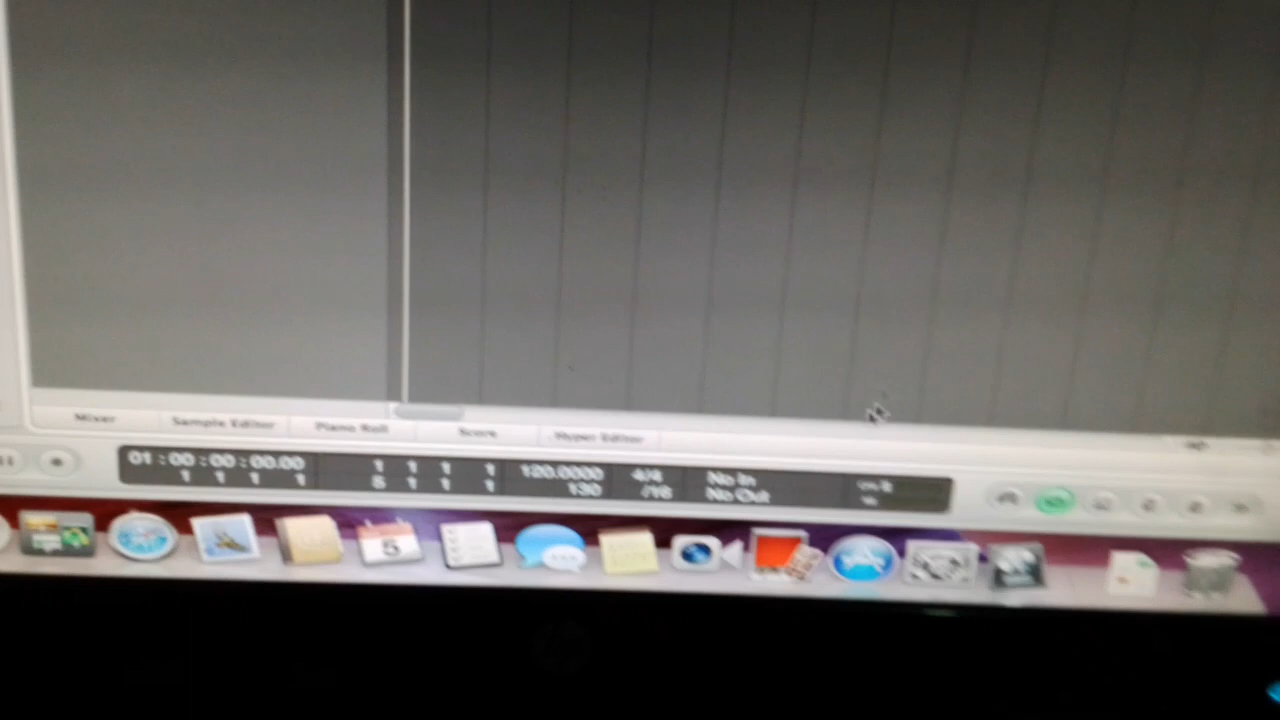 Mixer Sample Editor Piano Roll Score Hyper Editor
01:00:00:00.00 1 1 1 1 120.0000 4/4 No In
1 1 1 1 5 1 1 1 130 /16 No Out
5